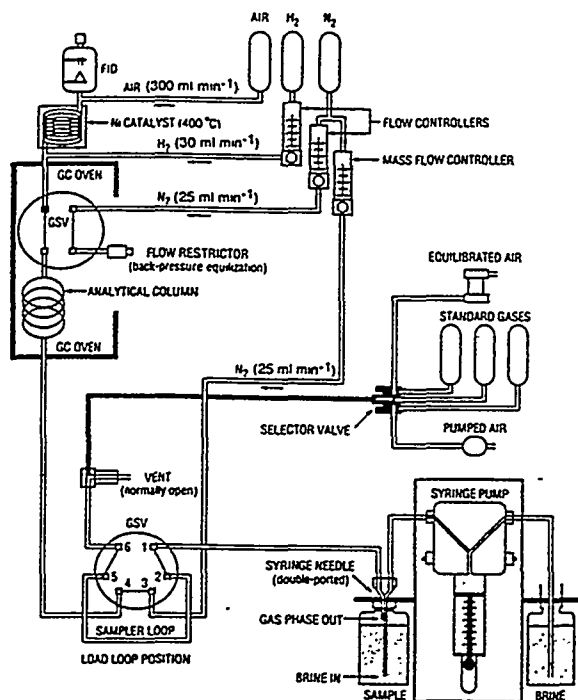 AIR H₂ N₂
FID
AIR (300 ml min⁻¹)
Ni CATALYST (400 °C)
FLOW CONTROLLERS
H₂ (30 ml min⁻¹)
MASS FLOW CONTROLLER
GC OVEN
N₂ (25 ml min⁻¹)
GSV
FLOW RESTRICTOR
(back-pressure equilization)
EQUILIBRATED AIR
ANALYTICAL COLUMN
STANDARD GASES
GC OVEN
N₂ (25 ml min⁻¹)
SELECTOR VALVE
PUMPED AIR
VENT
(normally open)
SYRINGE PUMP
GSV
6 1
5 2
4 3
SYRINGE NEEDLE
(double-ported)
SAMPLER LOOP
GAS PHASE OUT
LOAD LOOP POSITION
BRINE IN
SAMPLE
BRINE